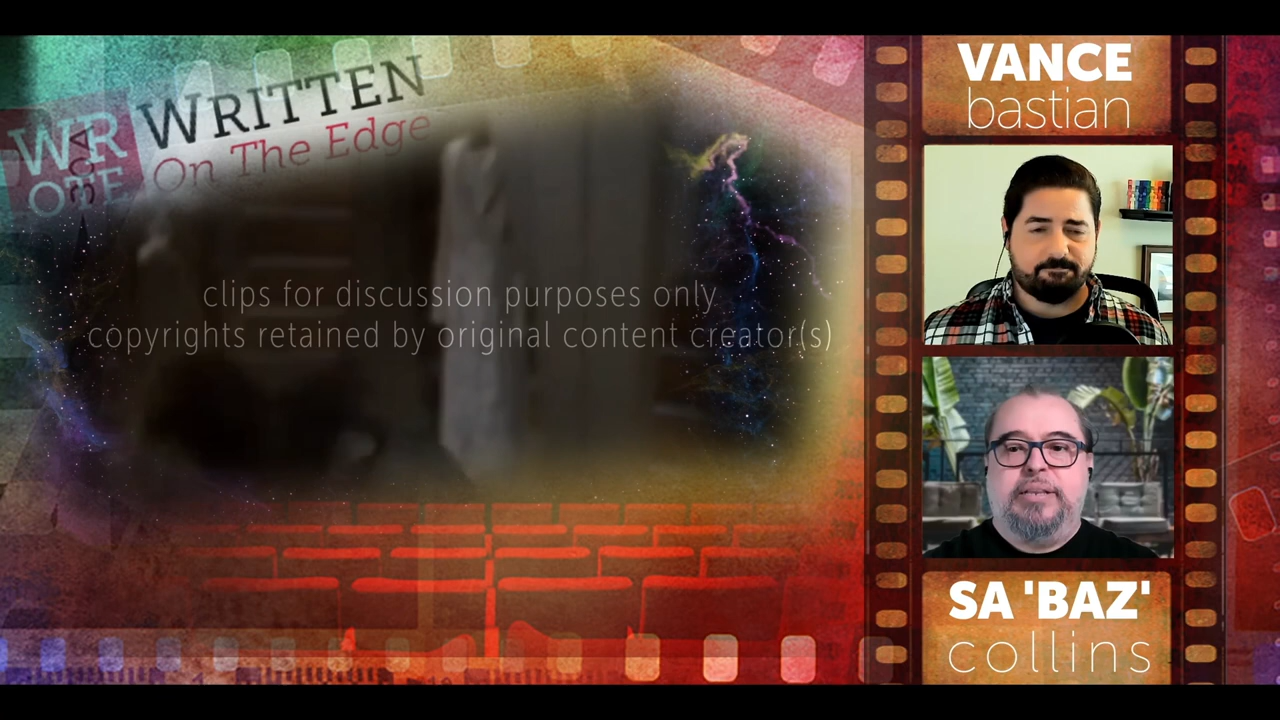 WR
OTE
WRITTEN
On The Edge
clips for discussion purposes only
copyrights retained by original content creator(s)
VANCE
bastian
SA 'BAZ'
collins